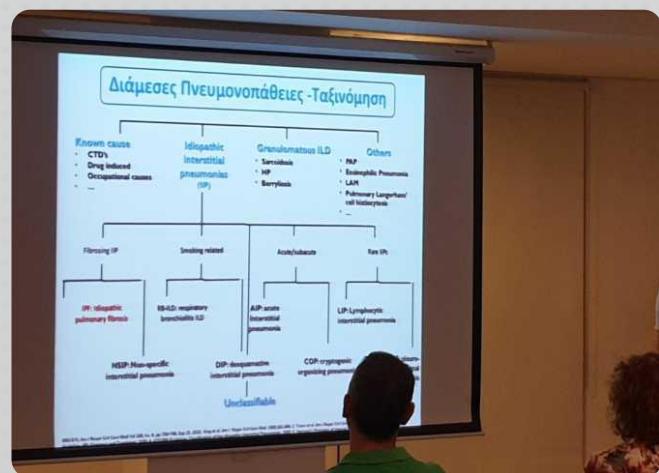 Διάμεσες Πνευμονοπάθειες -Ταξινόμηση
Known cause
• CTD's
• Drug induced
• Occupational causes
• ...
Idiopathic
interstitial
pneumonias
(IIP)
Granulomatous ILD
• Sarcoidosis
• HP
• Berryliosis
Others
• PAP
• Eosinophilic Pneumonia
• LAM
• Pulmonary Langerhans'
cell histiocytosis
• ...
Fibrosing IIP
Smoking related
Acute/subacute
Rare IIPs
IPF: Idiopathic
pulmonary fibrosis
RB-ILD: respiratory
bronchiolitis ILD
AIP: acute
interstitial
pneumonia
LIP: Lymphocytic
interstitial pneumonia
NSIP: Non-specific
interstitial pneumonia
DIP: desquamative
interstitial pneumonia
COP: cryptogenic
organizing pneumonia
Unclassifiable